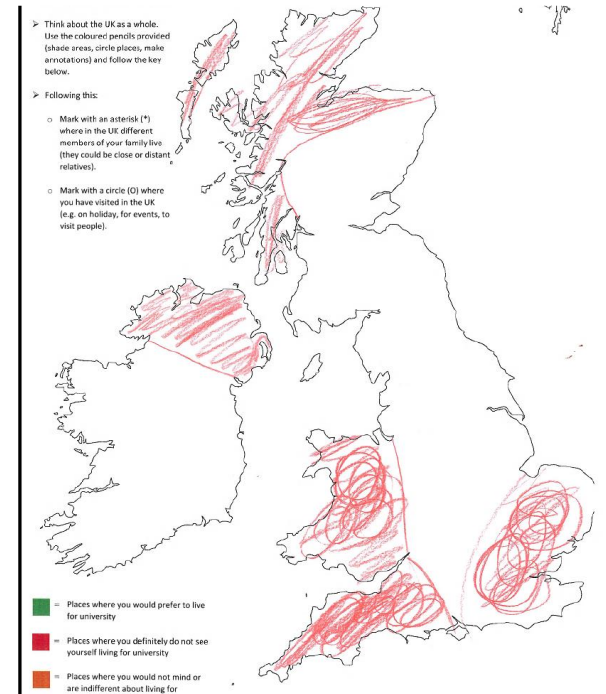 ➢ Think about the UK as a whole.
Use the coloured pencils provided
(shade areas, circle places, make
annotations) and follow the key
below.
➢ Following this:
o Mark with an asterisk (*)
where in the UK different
members of your family live
(they could be close or distant
relatives).
o Mark with a circle (O) where
you have visited in the UK
(e.g. on holiday, for events, to
visit people).
= Places where you would prefer to live
for university
= Places where you definitely do not see
yourself living for university
= Places where you would not mind or
are indifferent about living for